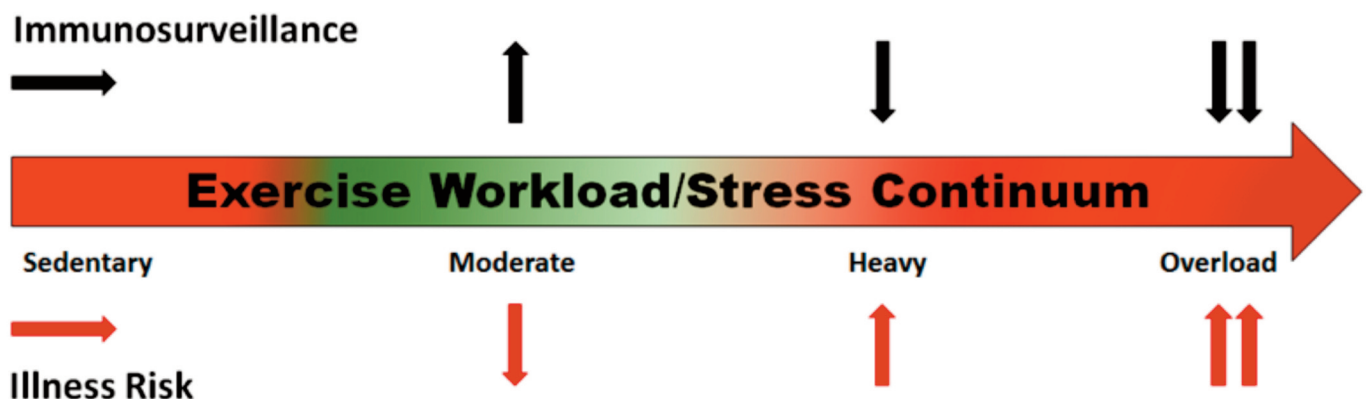 Immunosurveillance
Exercise Workload/Stress Continuum
Sedentary Moderate Heavy Overload
Illness Risk